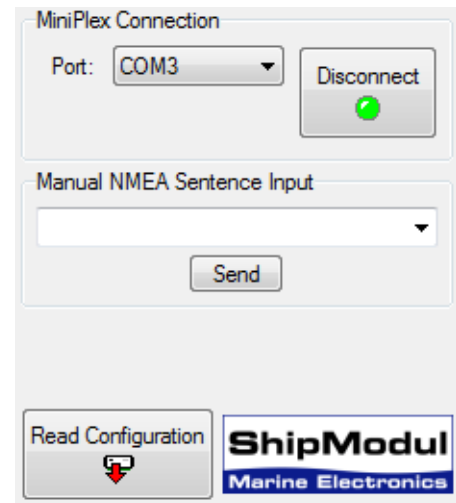 MiniPlex Connection
Port: COM3
Disconnect
Manual NMEA Sentence Input
Send
Read Configuration
ShipModul
Marine Electronics